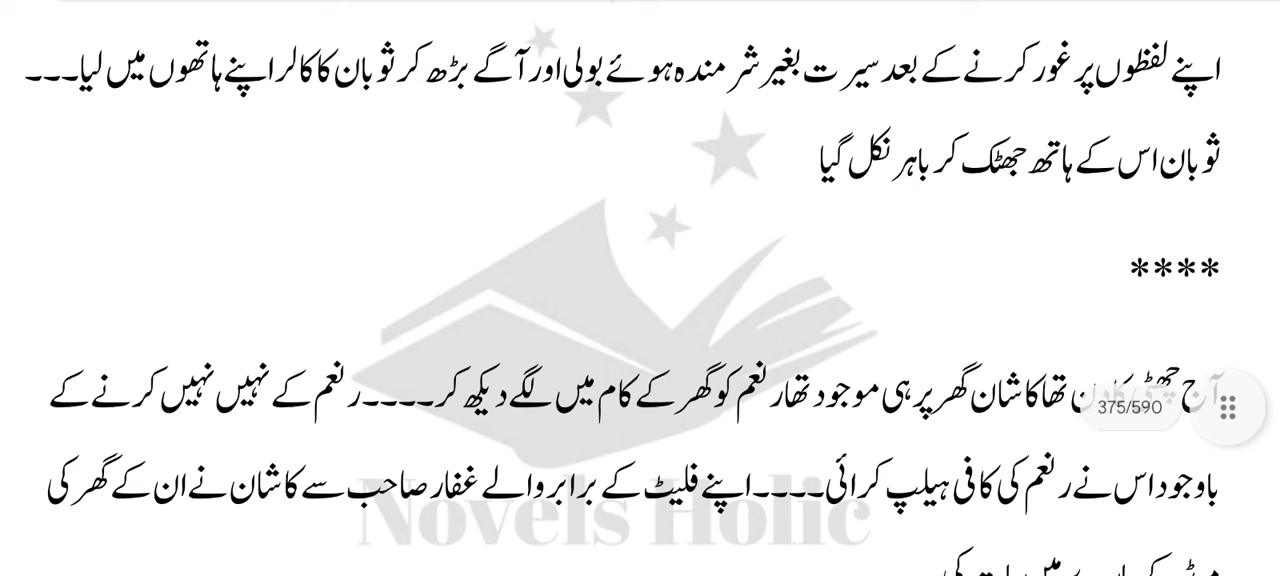 اپنے لفظوں پر غور کرنے کے بعد سیرت بغیر شرمندہ ہوئے بولی اور آگے بڑھ کر ثوبان کا کالر اپنے ہاتھوں میں لیا۔۔۔
ثوبان اس کے ہاتھ جھٹک کر باہر نکل گیا
****
آج چھٹی کا دن تھا کاشان گھر پر ہی موجود تھا رنعم کو گھر کے کام میں لگے دیکھ کر۔۔۔۔ رنعم کے نہیں نہیں کرنے کے
375/590
باوجود اس نے رنعم کی کافی ہیلپ کرائی۔۔۔۔ اپنے فلیٹ کے برابر والے غفار صاحب سے کاشان نے ان کے گھر کی
Novels Holic